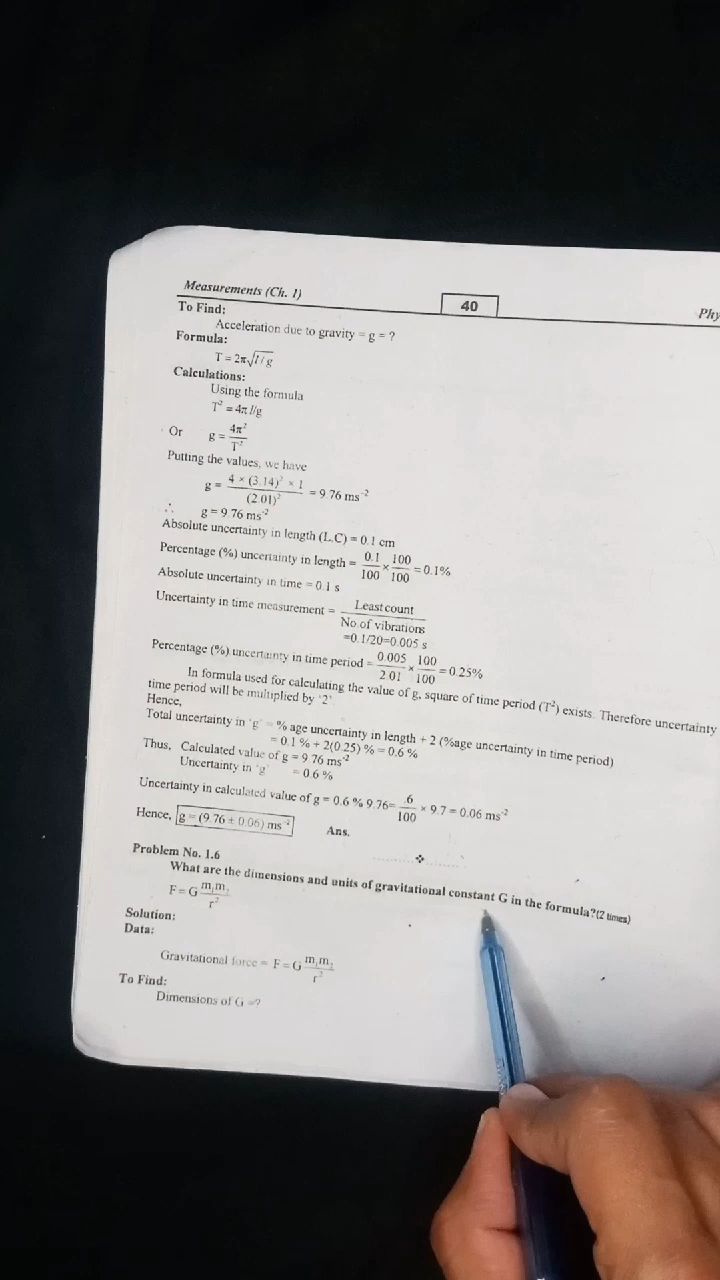 Measurements (Ch. 1)
40
Phy
To Find:
Acceleration due to gravity = g = ?
Formula:
T = 2π√l / g
Calculations:
Using the formula
T² = 4π l/g
Or g = 4π² / T²
Putting the values, we have
g = 4 × (3.14)² × 1 / (2.01)² = 9.76 ms⁻²
∴ g = 9.76 ms⁻²
Absolute uncertainty in length (L.C) = 0.1 cm
Percentage (%) uncertainty in length = 0.1 / 100 × 100 / 100 = 0.1%
Absolute uncertainty in time = 0.1 s
Uncertainty in time measurement = Least count / No of vibrations
=0.1/20=0.005 s
Percentage (%) uncertainty in time period = 0.005 / 2.01 × 100 / 100 = 0.25%
In formula used for calculating the value of g, square of time period (T²) exists. Therefore uncertainty
time period will be multiplied by '2'
Hence,
Total uncertainty in 'g' = % age uncertainty in length + 2 (%age uncertainty in time period)
= 0.1 % + 2(0.25) % = 0.6 %
Thus, Calculated value of g = 9.76 ms⁻²
Uncertainty in 'g' = 0.6 %
Uncertainty in calculated value of g = 0.6 % 9.76= .6 / 100 × 9.7 = 0.06 ms⁻²
Hence, g = (9.76 ± 0.06) ms⁻² Ans.
Problem No. 1.6
What are the dimensions and units of gravitational constant G in the formula?(2 times)
F = G m₁m₂ / r²
Solution:
Data:
Gravitational force = F = G m₁m₂ / r²
To Find:
Dimensions of G =?